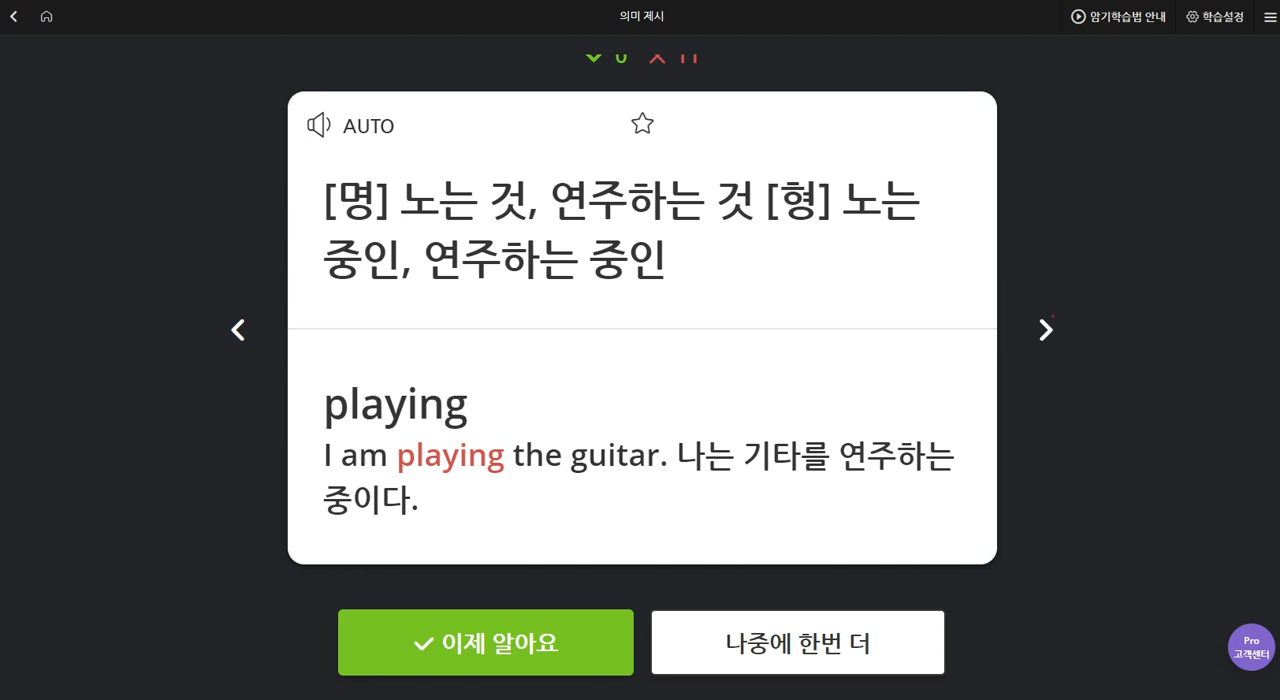 의미 제시
암기학습법 안내
학습설정
AUTO
[명] 노는 것, 연주하는 것 [형] 노는
중인, 연주하는 중인
playing
I am playing the guitar. 나는 기타를 연주하는
중이다.
이제 알아요
나중에 한번 더
Pro
고객센터